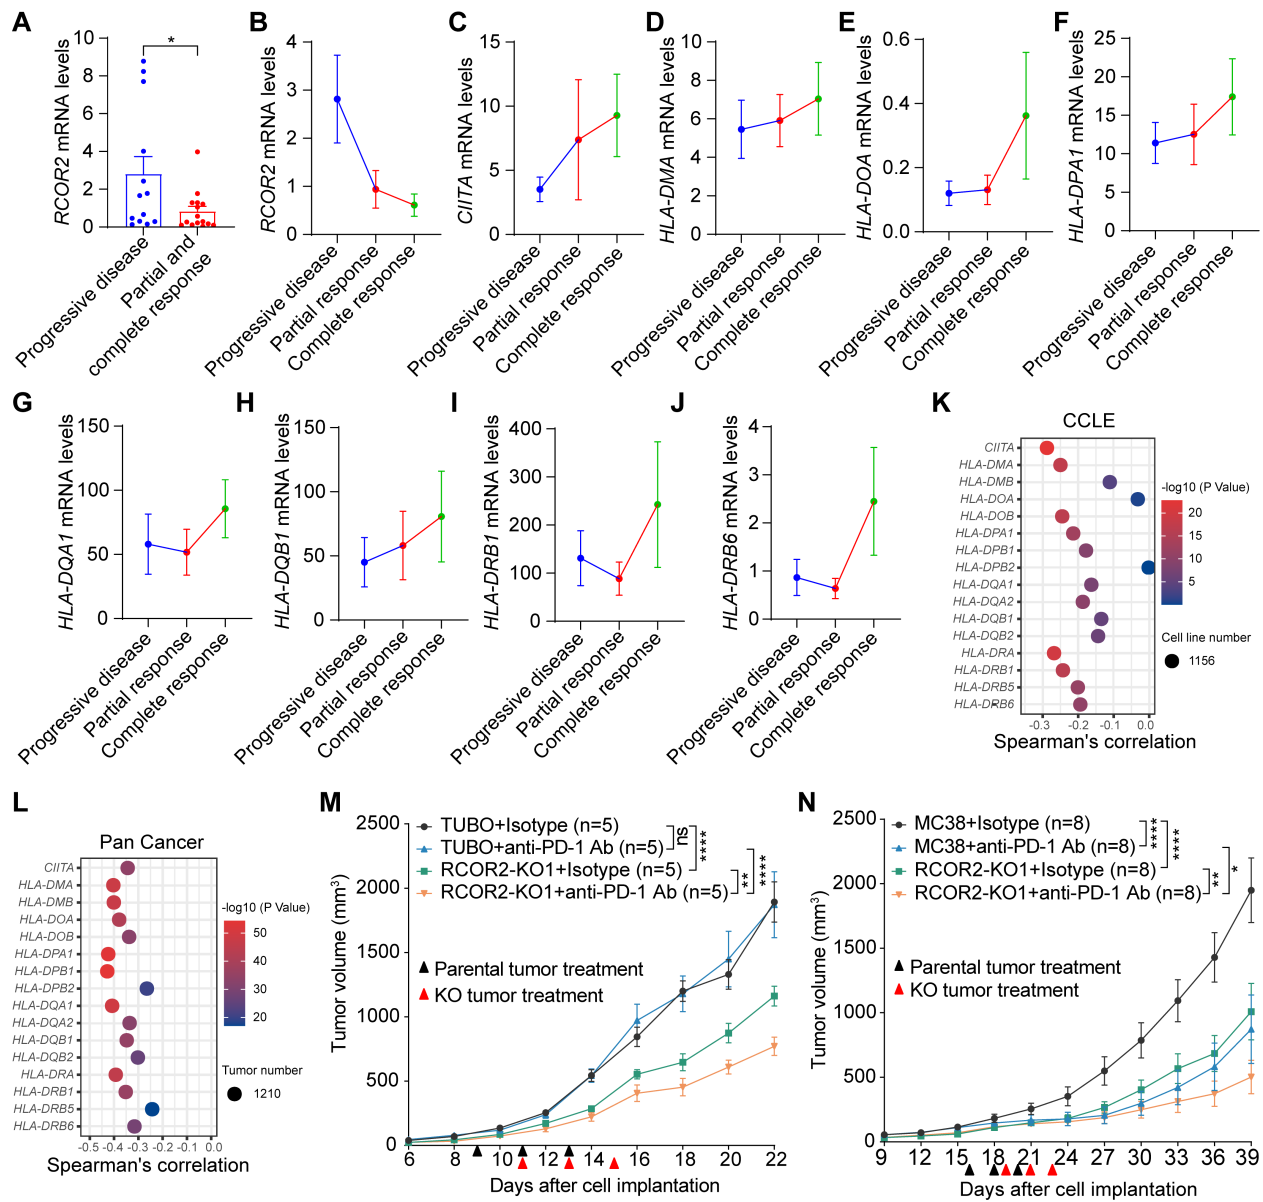 A
RCOR2 mRNA levels
10
8
6
4
2
0
*
Progressive disease
Partial and
complete response
B
RCOR2 mRNA levels
4
3
2
1
0
Progressive disease
Partial response
Complete response
C
CIITA mRNA levels
15
10
5
0
Progressive disease
Partial response
Complete response
D
HLA-DMA mRNA levels
10
8
6
4
2
0
Progressive disease
Partial response
Complete response
E
HLA-DOA mRNA levels
0.6
0.4
0.2
0.0
Progressive disease
Partial response
Complete response
F
HLA-DPA1 mRNA levels
25
20
15
10
5
0
Progressive disease
Partial response
Complete response
G
HLA-DQA1 mRNA levels
150
100
50
0
Progressive disease
Partial response
Complete response
H
HLA-DQB1 mRNA levels
150
100
50
0
Progressive disease
Partial response
Complete response
I
HLA-DRB1 mRNA levels
400
300
200
100
0
Progressive disease
Partial response
Complete response
J
HLA-DRB6 mRNA levels
4
3
2
1
0
Progressive disease
Partial response
Complete response
K
CCLE
CIITA
HLA-DMA
HLA-DMB
HLA-DOA
HLA-DOB
HLA-DPA1
HLA-DPB1
HLA-DPB2
HLA-DQA1
HLA-DQA2
HLA-DQB1
HLA-DQB2
HLA-DRA
HLA-DRB1
HLA-DRB5
HLA-DRB6
-0.3 -0.2 -0.1 0.0
Spearman's correlation
-log10 (P Value)
20
15
10
5
Cell line number
1156
L
Pan Cancer
CIITA
HLA-DMA
HLA-DMB
HLA-DOA
HLA-DOB
HLA-DPA1
HLA-DPB1
HLA-DPB2
HLA-DQA1
HLA-DQA2
HLA-DQB1
HLA-DQB2
HLA-DRA
HLA-DRB1
HLA-DRB5
HLA-DRB6
-0.5 -0.4 -0.3 -0.2 -0.1 0.0
Spearman's correlation
-log10 (P Value)
50
40
30
20
Tumor number
1210
M
Tumor volume (mm³)
2500
2000
1500
1000
500
0
TUBO+Isotype (n=5)
TUBO+anti-PD-1 Ab (n=5)
RCOR2-KO1+Isotype (n=5)
RCOR2-KO1+anti-PD-1 Ab (n=5)
ns
****
**
****
Parental tumor treatment
KO tumor treatment
6 8 10 12 14 16 18 20 22
Days after cell implantation
N
Tumor volume (mm³)
2500
2000
1500
1000
500
0
MC38+Isotype (n=8)
MC38+anti-PD-1 Ab (n=8)
RCOR2-KO1+Isotype (n=8)
RCOR2-KO1+anti-PD-1 Ab (n=8)
****
****
**
*
Parental tumor treatment
KO tumor treatment
9 12 15 18 21 24 27 30 33 36 39
Days after cell implantation